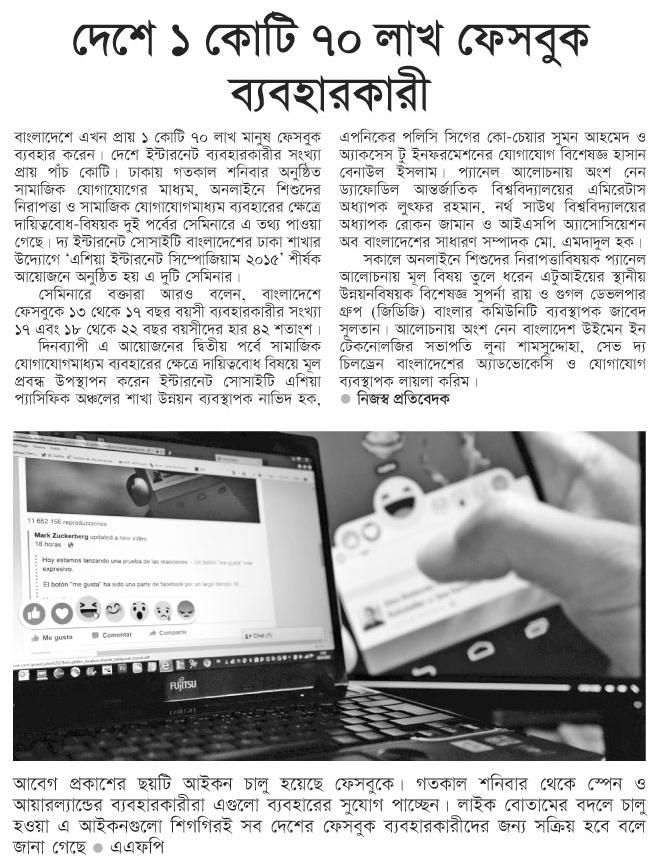 দেশে ১ কোটি ৭০ লাখ ফেসবুক
ব্যবহারকারী
বাংলাদেশে এখন প্রায় ১ কোটি ৭০ লাখ মানুষ ফেসবুক
ব্যবহার করেন। দেশে ইন্টারনেট ব্যবহারকারীর সংখ্যা
প্রায় পাঁচ কোটি। ঢাকায় গতকাল শনিবার অনুষ্ঠিত
সামাজিক যোগাযোগের মাধ্যম, অনলাইনে শিশুদের
নিরাপত্তা ও সামাজিক যোগাযোগমাধ্যম ব্যবহারের ক্ষেত্রে
দায়িত্ববোধ-বিষয়ক দুই পর্বের সেমিনারে এ তথ্য পাওয়া
গেছে। দ্য ইন্টারনেট সোসাইটি বাংলাদেশের ঢাকা শাখার
উদ্যোগে ‘এশিয়া ইন্টারনেট সিম্পোজিয়াম ২০১৫’ শীর্ষক
আয়োজনে অনুষ্ঠিত হয় এ দুটি সেমিনার।
সেমিনারে বক্তারা আরও বলেন, বাংলাদেশে
ফেসবুকে ১৩ থেকে ১৭ বছর বয়সী ব্যবহারকারীর সংখ্যা
১৭ এবং ১৮ থেকে ২২ বছর বয়সীদের হার ৪২ শতাংশ।
দিনব্যাপী এ আয়োজনের দ্বিতীয় পর্বে সামাজিক
যোগাযোগমাধ্যম ব্যবহারের ক্ষেত্রে দায়িত্ববোধ বিষয়ে মূল
প্রবন্ধ উপস্থাপন করেন ইন্টারনেট সোসাইটি এশিয়া
প্যাসিফিক অঞ্চলের শাখা উন্নয়ন ব্যবস্থাপক নাভিদ হক,
এপনিকের পলিসি সিগের কো-চেয়ার সুমন আহমেদ ও
অ্যাকসেস টু ইনফরমেশনের যোগাযোগ বিশেষজ্ঞ হাসান
বেনাউল ইসলাম। প্যানেল আলোচনায় অংশ নেন
ড্যাফোডিল আন্তর্জাতিক বিশ্ববিদ্যালয়ের এমিরেটাস
অধ্যাপক লুৎফর রহমান, নর্থ সাউথ বিশ্ববিদ্যালয়ের
অধ্যাপক রোকন জামান ও আইএসপি অ্যাসোসিয়েশন
অব বাংলাদেশের সাধারণ সম্পাদক মো. এমদাদুল হক।
সকালে অনলাইনে শিশুদের নিরাপত্তাবিষয়ক প্যানেল
আলোচনায় মূল বিষয় তুলে ধরেন এটুআইয়ের স্থানীয়
উন্নয়নবিষয়ক বিশেষজ্ঞ সুপর্না রায় ও গুগল ডেভলপার
গ্রুপ (জিডিজি) বাংলার কমিউনিটি ব্যবস্থাপক জাবেদ
সুলতান। আলোচনায় অংশ নেন বাংলাদেশ উইমেন ইন
টেকনোলজির সভাপতি লুনা শামসুদ্দোহা, সেভ দ্য
চিলড্রেন বাংলাদেশের অ্যাডভোকেসি ও যোগাযোগ
ব্যবস্থাপক লায়লা করিম।
● নিজস্ব প্রতিবেদক
11 652 156 reproducciones
Mark Zuckerberg updated a new video.
18 horas
Hoy estamos lanzando una prueba de las reacciones – Un botón "me gusta" más
expresivo.
El botón "me gusta" ha sido una parte de facebook por un largo tiempo.
Me gusta Comentar Compartir
Chat (1)
FUJITSU
আবেগ প্রকাশের ছয়টি আইকন চালু হয়েছে ফেসবুকে। গতকাল শনিবার থেকে স্পেন ও
আয়ারল্যান্ডের ব্যবহারকারীরা এগুলো ব্যবহারের সুযোগ পাচ্ছেন। লাইক বোতামের বদলে চালু
হওয়া এ আইকনগুলো শিগগিরই সব দেশের ফেসবুক ব্যবহারকারীদের জন্য সক্রিয় হবে বলে
জানা গেছে ● এএফপি